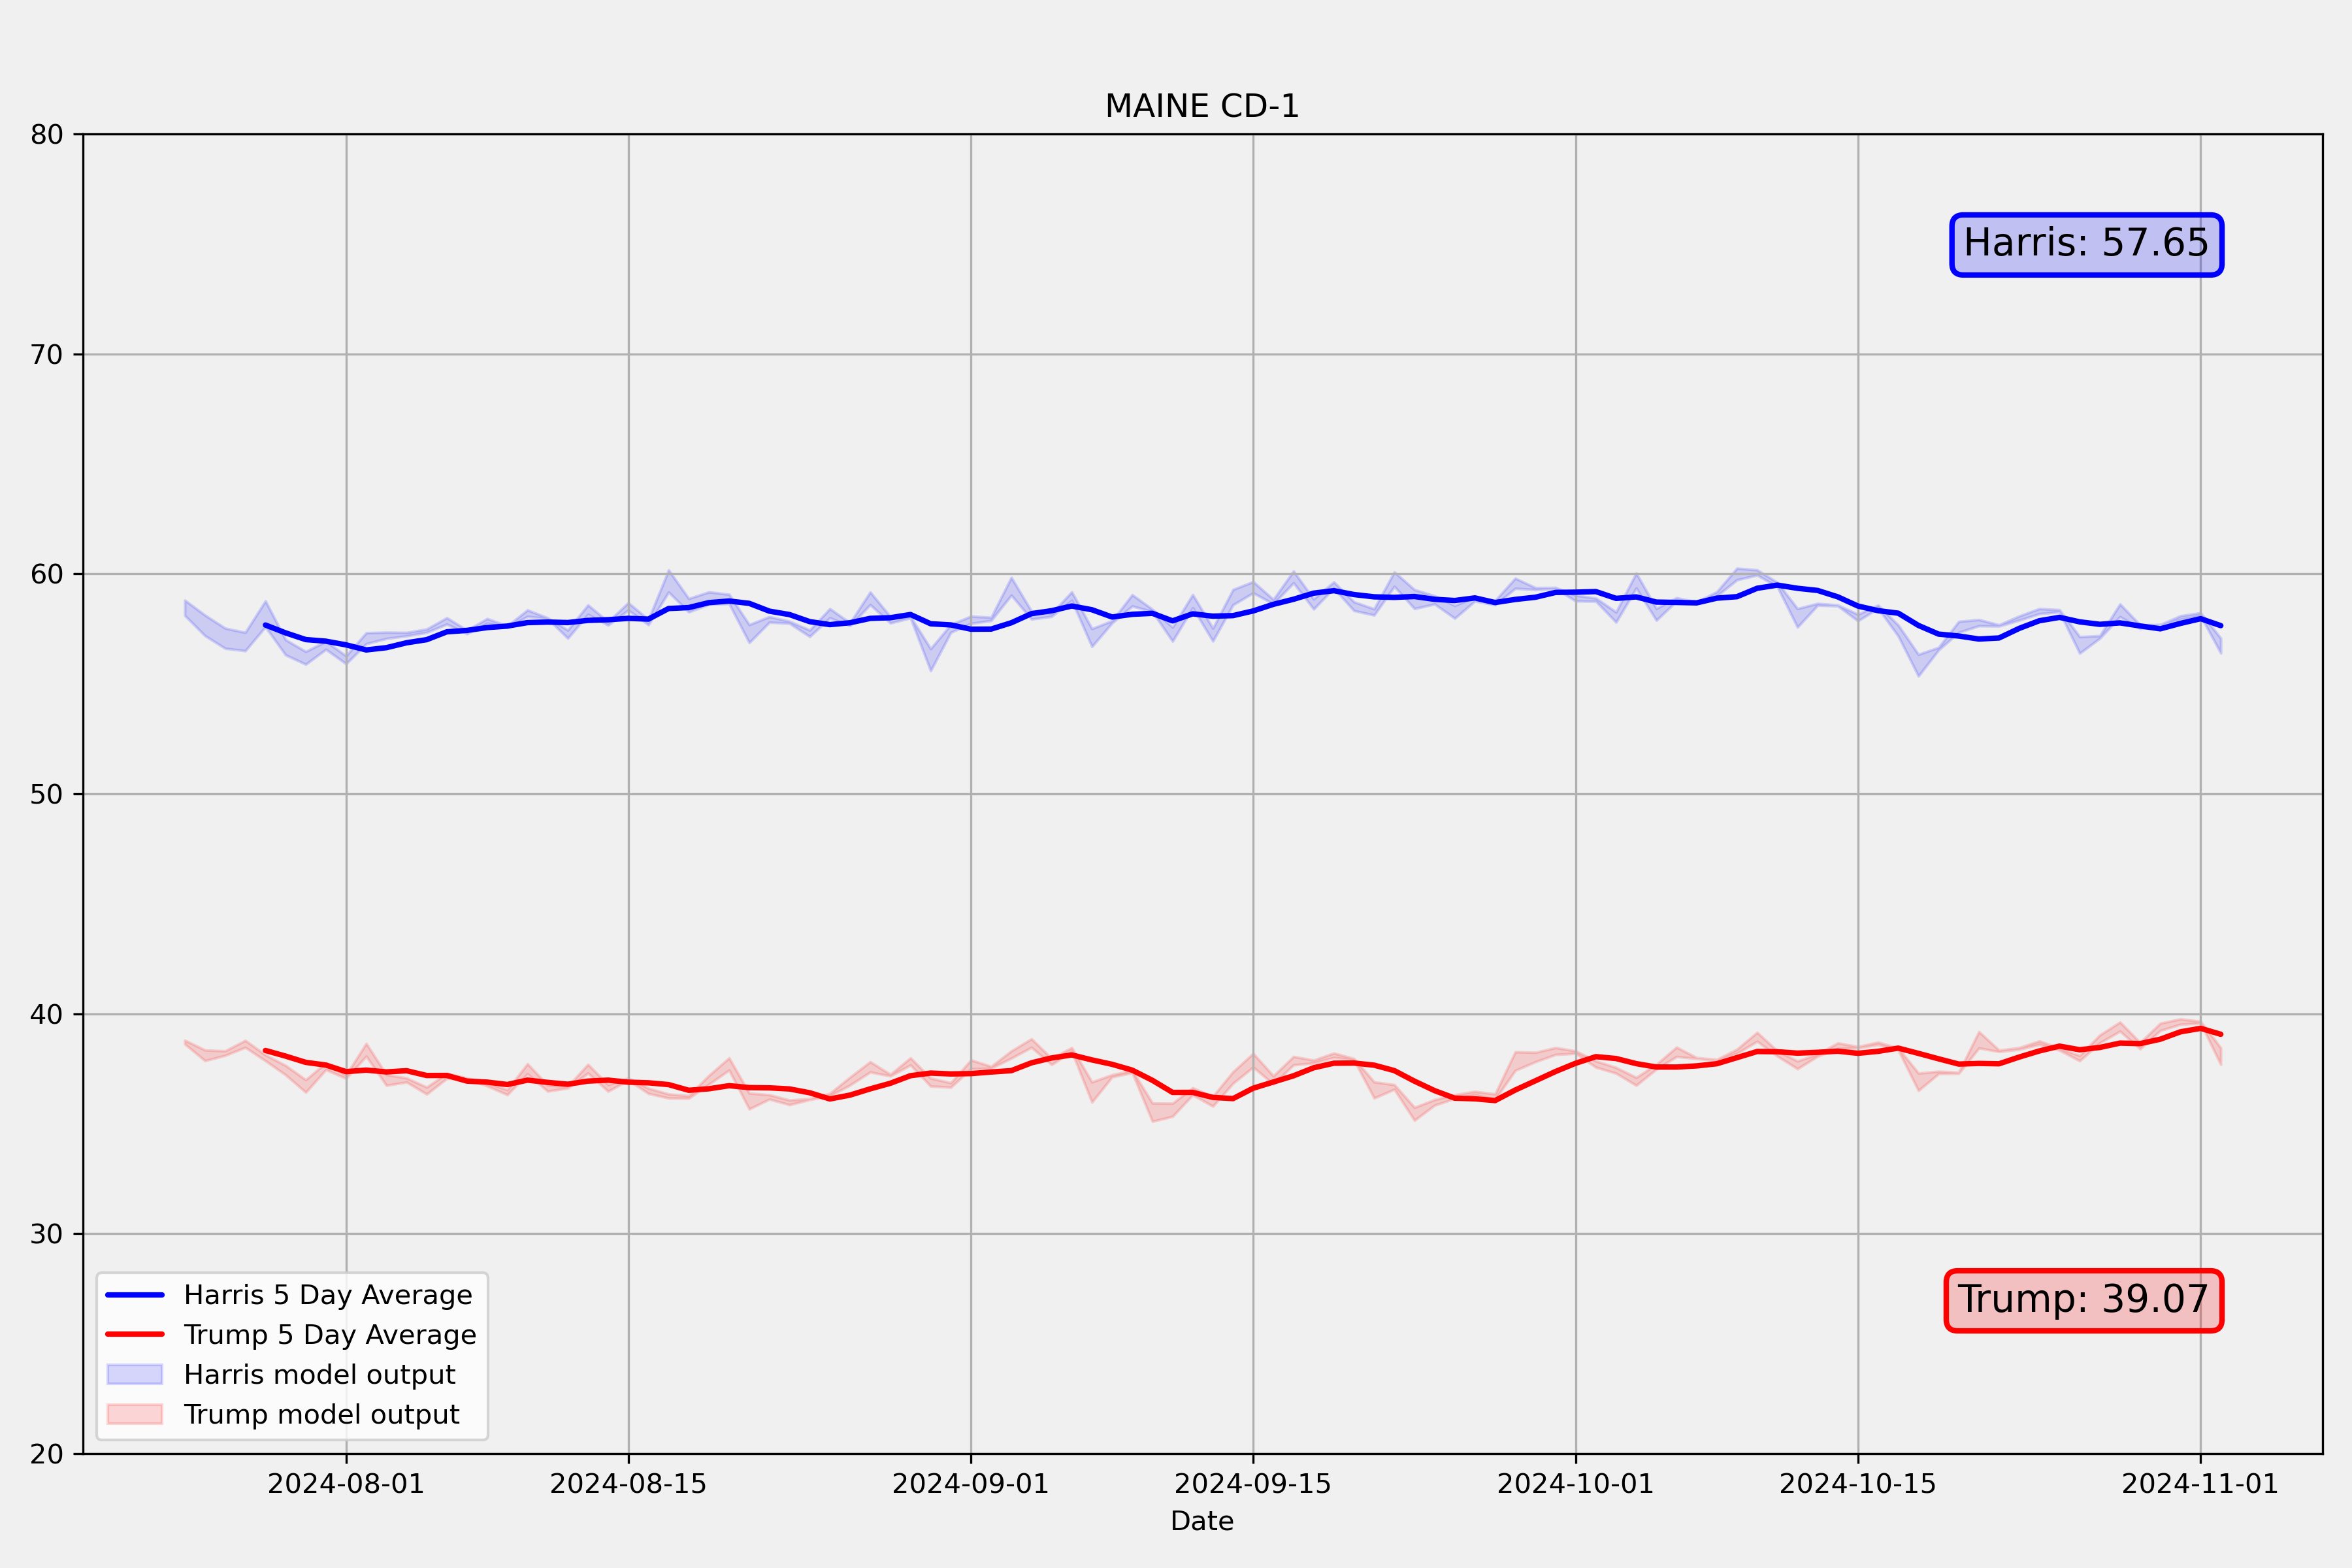 MAINE CD-1
80
70
60
50
40
30
20
Harris: 57.65
Trump: 39.07
Harris 5 Day Average
Trump 5 Day Average
Harris model output
Trump model output
2024-08-01 2024-08-15 2024-09-01 2024-09-15 2024-10-01 2024-10-15 2024-11-01
Date